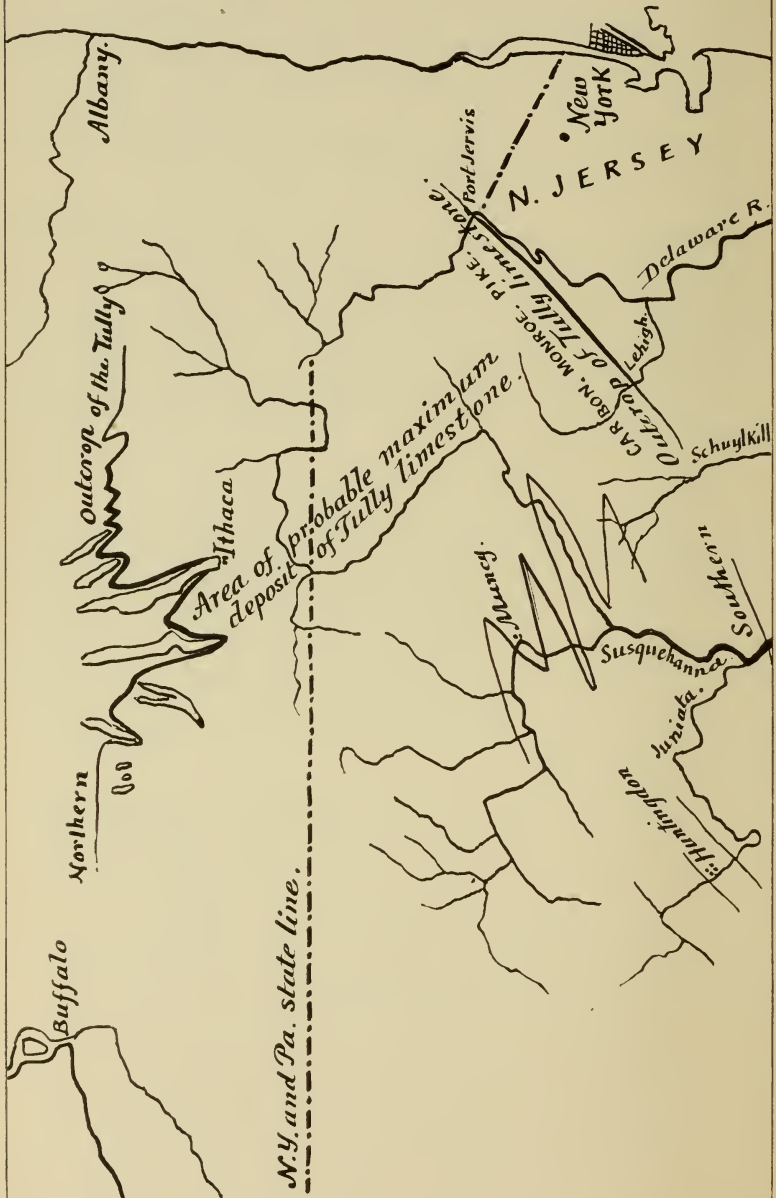 Buffalo
Northern
Outcrop of the Tully
Albany.
Ithaca
Area of probable maximum
deposit of Tully limestone.
N.Y. and Pa. state line.
Port Jervis
Muncy.
CARBON, MONROE, PIKE.
Outcrop of Tully limestone.
N. JERSEY
New
York
Delaware R.
Lehigh.
Schuylkill
Huntingdon
Juniata.
Susquehanna.
Southern